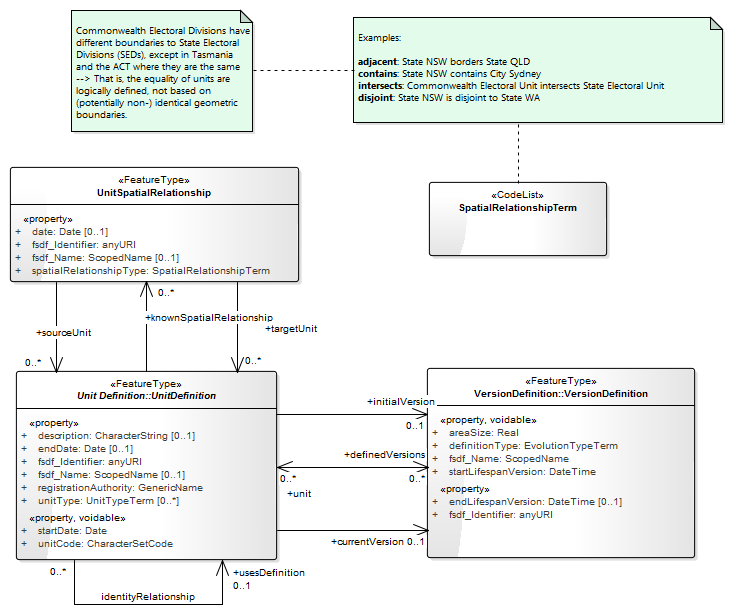 Commonwealth Electoral Divisions have
different boundaries to State Electoral
Divisions (SEDs), except in Tasmania
and the ACT where they are the same
--> That is, the equality of units are
logically defined, not based on
(potentially non-) identical geometric
boundaries.
Examples:
adjacent: State NSW borders State QLD
contains: State NSW contains City Sydney
intersects: Commonwealth Electoral Unit intersects State Electoral Unit
disjoint: State NSW is disjoint to State WA
«FeatureType»
UnitSpatialRelationship
«property»
+ date: Date [0..1]
+ fsdf_Identifier: anyURI
+ fsdf_Name: ScopedName [0..1]
+ spatialRelationshipType: SpatialRelationshipTerm
«CodeList»
SpatialRelationshipTerm
0..*
+knownSpatialRelationship
+sourceUnit
+targetUnit
0..*
0..*
«FeatureType»
Unit Definition::UnitDefinition
«property»
+ description: CharacterString [0..1]
+ endDate: Date [0..1]
+ fsdf_Identifier: anyURI
+ fsdf_Name: ScopedName [0..1]
+ registrationAuthority: GenericName
+ unitType: UnitTypeTerm [0..*]
«property, voidable»
+ startDate: Date
+ unitCode: CharacterSetCode
+initialVersion
0..1
+definedVersions
0..*
0..*
+unit
+currentVersion 0..1
«FeatureType»
VersionDefinition::VersionDefinition
«property, voidable»
+ areaSize: Real
+ definitionType: EvolutionTypeTerm
+ fsdf_Name: ScopedName
+ startLifespanVersion: DateTime
«property»
+ endLifespanVersion: DateTime [0..1]
+ fsdf_Identifier: anyURI
0..*
+usesDefinition
0..1
identityRelationship